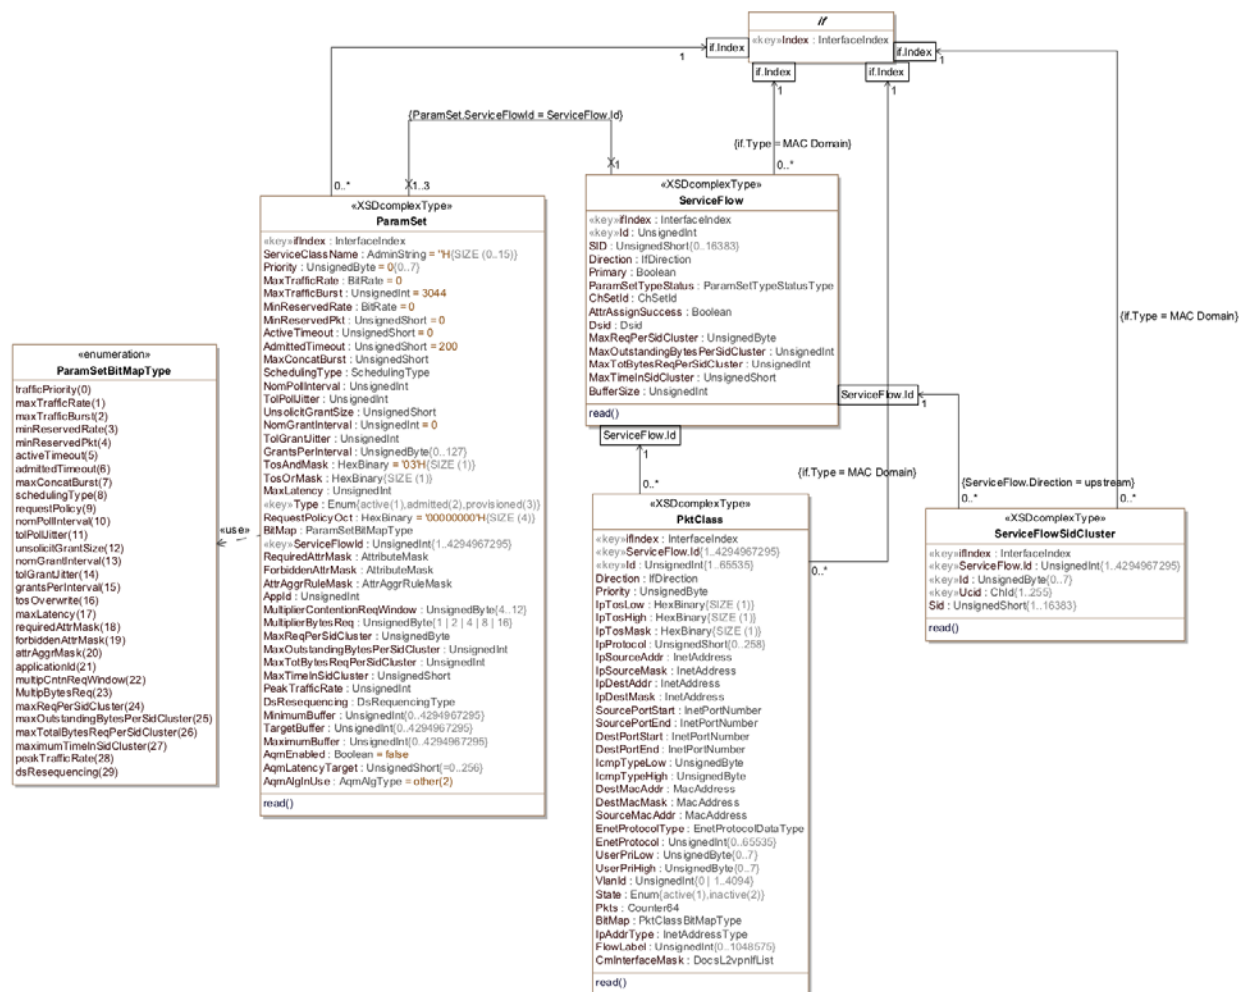 if
«key»Index : InterfaceIndex
if.Index
1
if.Index
1
if.Index
1
if.Index
1
{ParamSet.ServiceFlowId = ServiceFlow.Id}
1..3
1
0..*
{if.Type = MAC Domain}
0..*
{if.Type = MAC Domain}
«enumeration»
ParamSetBitMapType
trafficPriority(0)
maxTrafficRate(1)
maxTrafficBurst(2)
minReservedRate(3)
minReservedPkt(4)
activeTimeout(5)
admittedTimeout(6)
maxConcatBurst(7)
schedulingType(8)
requestPolicy(9)
nomPollInterval(10)
tolPollJitter(11)
unsolicitGrantSize(12)
nomGrantInterval(13)
tolGrantJitter(14)
grantsPerInterval(15)
tosOverwrite(16)
maxLatency(17)
requiredAttrMask(18)
forbiddenAttrMask(19)
attrAggrMask(20)
applicationId(21)
multipCntnReqWindow(22)
MultipBytesReq(23)
maxReqPerSidCluster(24)
maxOutstandingBytesPerSidCluster(25)
maxTotalBytesReqPerSidCluster(26)
maximumTimeInSidCluster(27)
peakTrafficRate(28)
dsResequencing(29)
«use»
«XSDcomplexType»
ParamSet
«key»ifIndex : InterfaceIndex
ServiceClassName : AdminString = ''H{SIZE (0..15)}
Priority : UnsignedByte = 0{0..7}
MaxTrafficRate : BitRate = 0
MaxTrafficBurst : UnsignedInt = 3044
MinReservedRate : BitRate = 0
MinReservedPkt : UnsignedShort = 0
ActiveTimeout : UnsignedShort = 0
AdmittedTimeout : UnsignedShort = 200
MaxConcatBurst : UnsignedShort
SchedulingType : SchedulingType
NomPollInterval : UnsignedInt
TolPollJitter : UnsignedInt
UnsolicitGrantSize : UnsignedShort
NomGrantInterval : UnsignedInt = 0
TolGrantJitter : UnsignedInt
GrantsPerInterval : UnsignedByte{0..127}
TosAndMask : HexBinary = '03'H{SIZE (1)}
TosOrMask : HexBinary{SIZE (1)}
MaxLatency : UnsignedInt
«key»Type : Enum{active(1),admitted(2),provisioned(3)}
RequestPolicyOct : HexBinary = '00000000'H{SIZE (4)}
BitMap : ParamSetBitMapType
«key»ServiceFlowId : UnsignedInt{1..4294967295}
RequiredAttrMask : AttributeMask
ForbiddenAttrMask : AttributeMask
AttrAggrRuleMask : AttrAggrRuleMask
AppId : UnsignedInt
MultiplierContentionReqWindow : UnsignedByte{4..12}
MultiplierBytesReq : UnsignedByte{1 | 2 | 4 | 8 | 16}
MaxReqPerSidCluster : UnsignedByte
MaxOutstandingBytesPerSidCluster : UnsignedInt
MaxTotBytesReqPerSidCluster : UnsignedInt
MaxTimeInSidCluster : UnsignedShort
PeakTrafficRate : UnsignedInt
DsResequencing : DsRequencingType
MinimumBuffer : UnsignedInt{0..4294967295}
TargetBuffer : UnsignedInt{0..4294967295}
MaximumBuffer : UnsignedInt{0..4294967295}
AqmEnabled : Boolean = false
AqmLatencyTarget : UnsignedShort{=0..256}
AqmAlgInUse : AqmAlgType = other(2)
read()
«XSDcomplexType»
ServiceFlow
«key»ifIndex : InterfaceIndex
«key»Id : UnsignedInt
SID : UnsignedShort{0..16383}
Direction : IfDirection
Primary : Boolean
ParamSetTypeStatus : ParamSetTypeStatusType
ChSetId : ChSetId
AttrAssignSuccess : Boolean
Dsid : Dsid
MaxReqPerSidCluster : UnsignedByte
MaxOutstandingBytesPerSidCluster : UnsignedInt
MaxTotBytesReqPerSidCluster : UnsignedInt
MaxTimeInSidCluster : UnsignedShort
BufferSize : UnsignedInt
read()
ServiceFlow.Id
1
ServiceFlow.Id
1
0..*
{if.Type = MAC Domain}
0..*
{ServiceFlow.Direction = upstream}
0..*
0..*
«XSDcomplexType»
PktClass
«key»ifIndex : InterfaceIndex
«key»ServiceFlow.Id{1..4294967295}
«key»Id : UnsignedInt{1..65535}
Direction : IfDirection
Priority : UnsignedByte
IpTosLow : HexBinary{SIZE (1)}
IpTosHigh : HexBinary{SIZE (1)}
IpTosMask : HexBinary{SIZE (1)}
IpProtocol : UnsignedShort{0..258}
IpSourceAddr : InetAddress
IpSourceMask : InetAddress
IpDestAddr : InetAddress
IpDestMask : InetAddress
SourcePortStart : InetPortNumber
SourcePortEnd : InetPortNumber
DestPortStart : InetPortNumber
DestPortEnd : InetPortNumber
IcmpTypeLow : UnsignedByte
IcmpTypeHigh : UnsignedByte
DestMacAddr : MacAddress
DestMacMask : MacAddress
SourceMacAddr : MacAddress
EnetProtocolType : EnetProtocolDataType
EnetProtocol : UnsignedInt{0..65535}
UserPriLow : UnsignedByte{0..7}
UserPriHigh : UnsignedByte{0..7}
VlanId : UnsignedInt{0 | 1..4094}
State : Enum{active(1),inactive(2)}
Pkts : Counter64
BitMap : PktClassBitMapType
IpAddrType : InetAddressType
FlowLabel : UnsignedInt{0..1048575}
CmInterfaceMask : DocsL2vpnIfList
read()
«XSDcomplexType»
ServiceFlowSidCluster
«key»ifIndex : InterfaceIndex
«key»ServiceFlow.Id : UnsignedInt{1..4294967295}
«key»Id : UnsignedByte{0..7}
«key»Ucid : ChId{1..255}
Sid : UnsignedShort{1..16383}
read()